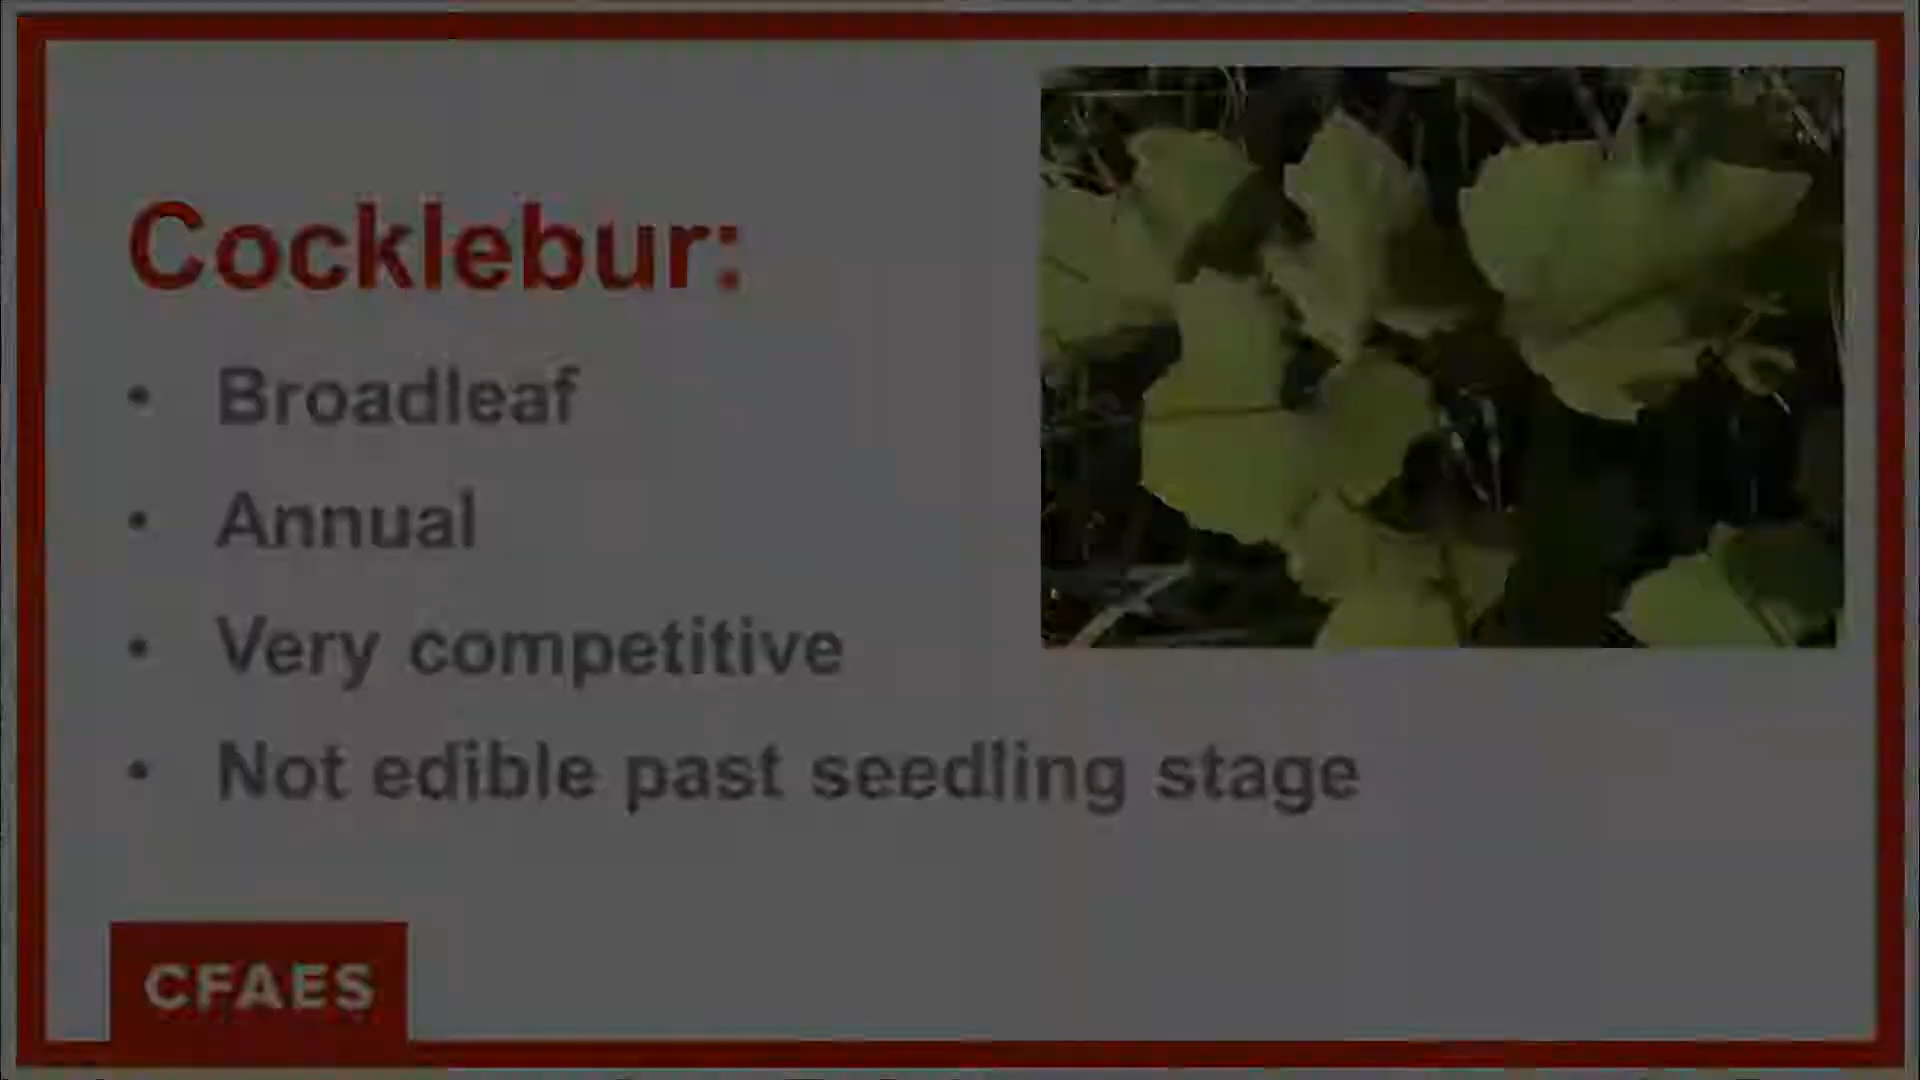 Cocklebur:
• Broadleaf
• Annual
• Very competitive
• Not edible past seedling stage
CFAES